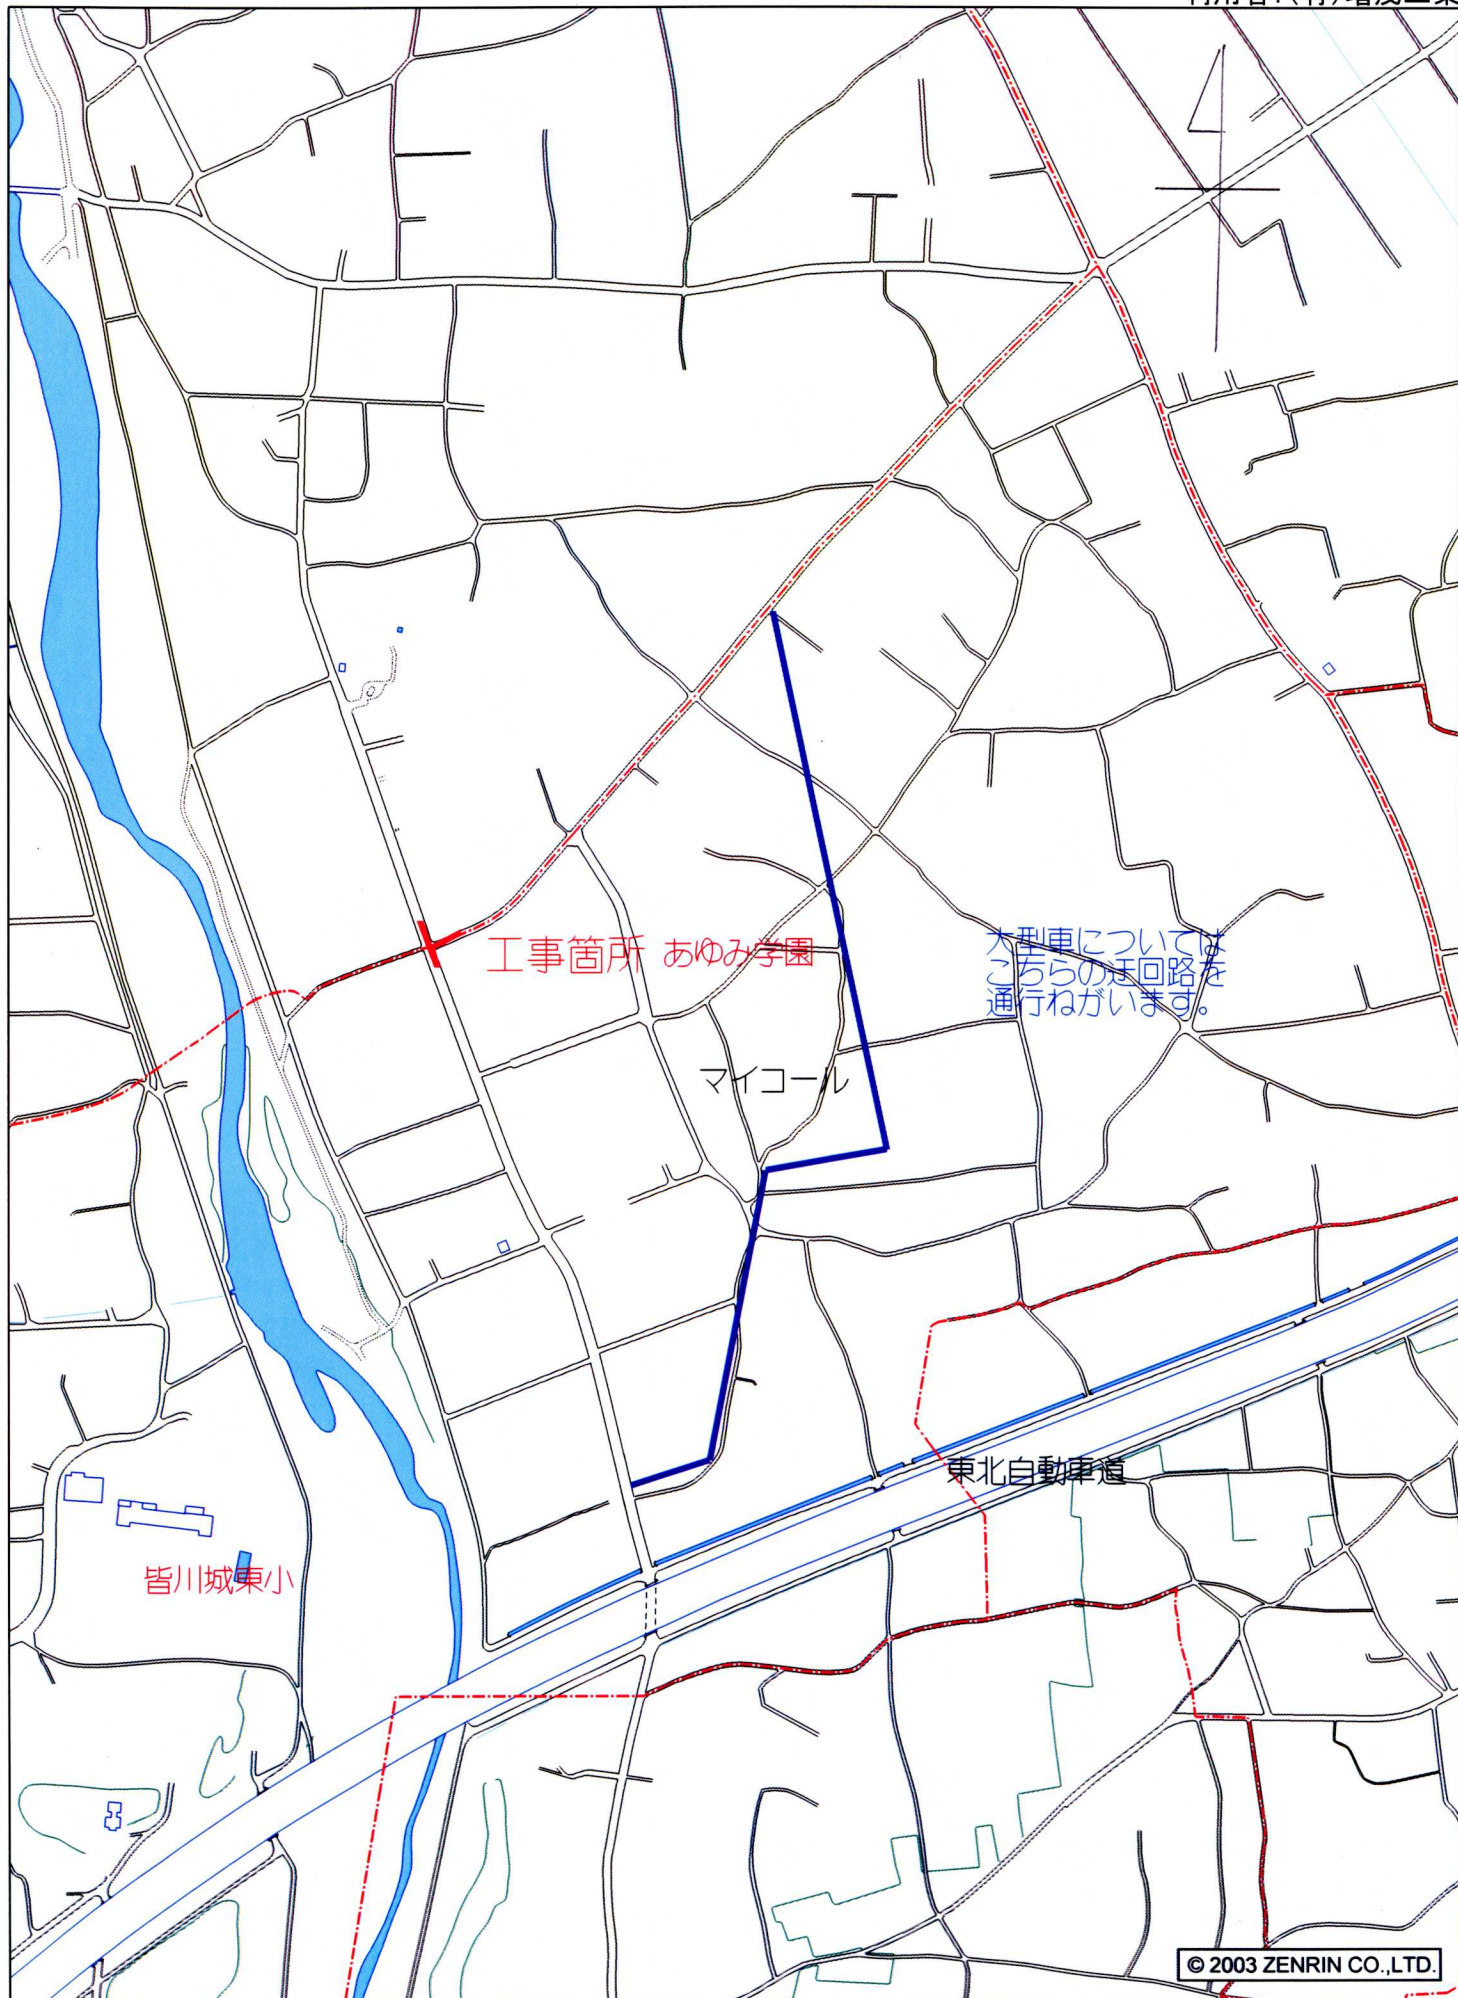 工事箇所 あゆみ学園
大型車については
こちらの迂回路を
通行ねがいます。
マイコール
東北自動車道
皆川城東小
© 2003 ZENRIN CO.,LTD.